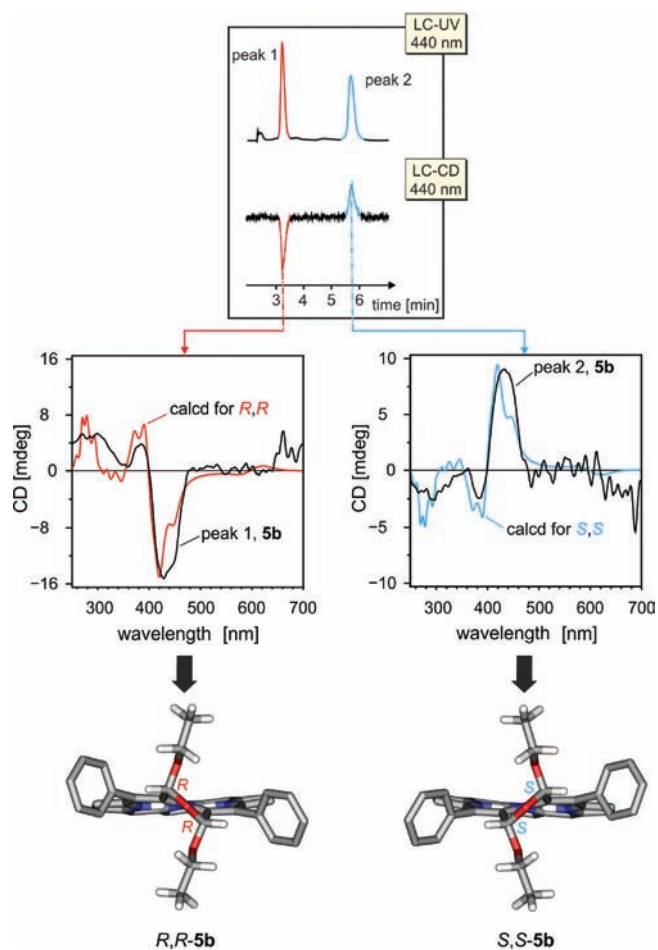 LC-UV
440 nm
peak 1
peak 2
LC-CD
440 nm
3 4 5 6 time [min]
16
8
0
-8
-16
CD [mdeg]
calcd for R,R
peak 1, 5b
300 400 500 600 700
wavelength [nm]
10
5
0
-5
-10
CD [mdeg]
peak 2, 5b
calcd for S,S
300 400 500 600 700
wavelength [nm]
R
R
S
S
R,R-5b
S,S-5b